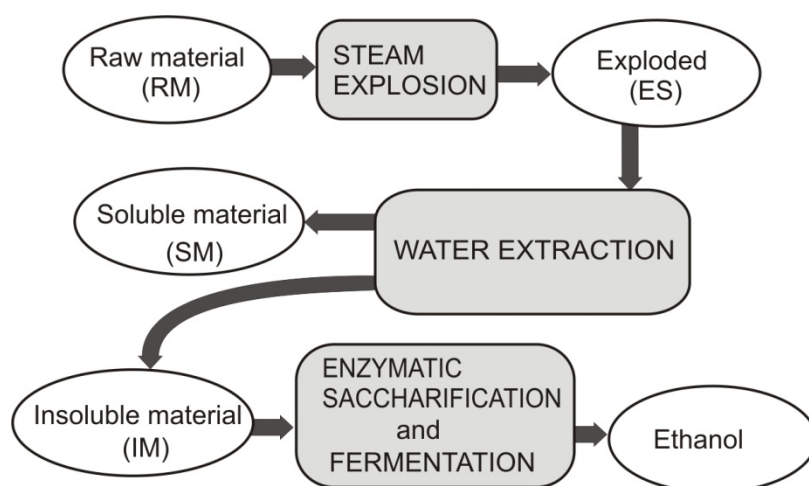 Raw material
(RM)
STEAM
EXPLOSION
Exploded
(ES)
Soluble material
(SM)
WATER EXTRACTION
Insoluble material
(IM)
ENZYMATIC
SACCHARIFICATION
and
FERMENTATION
Ethanol